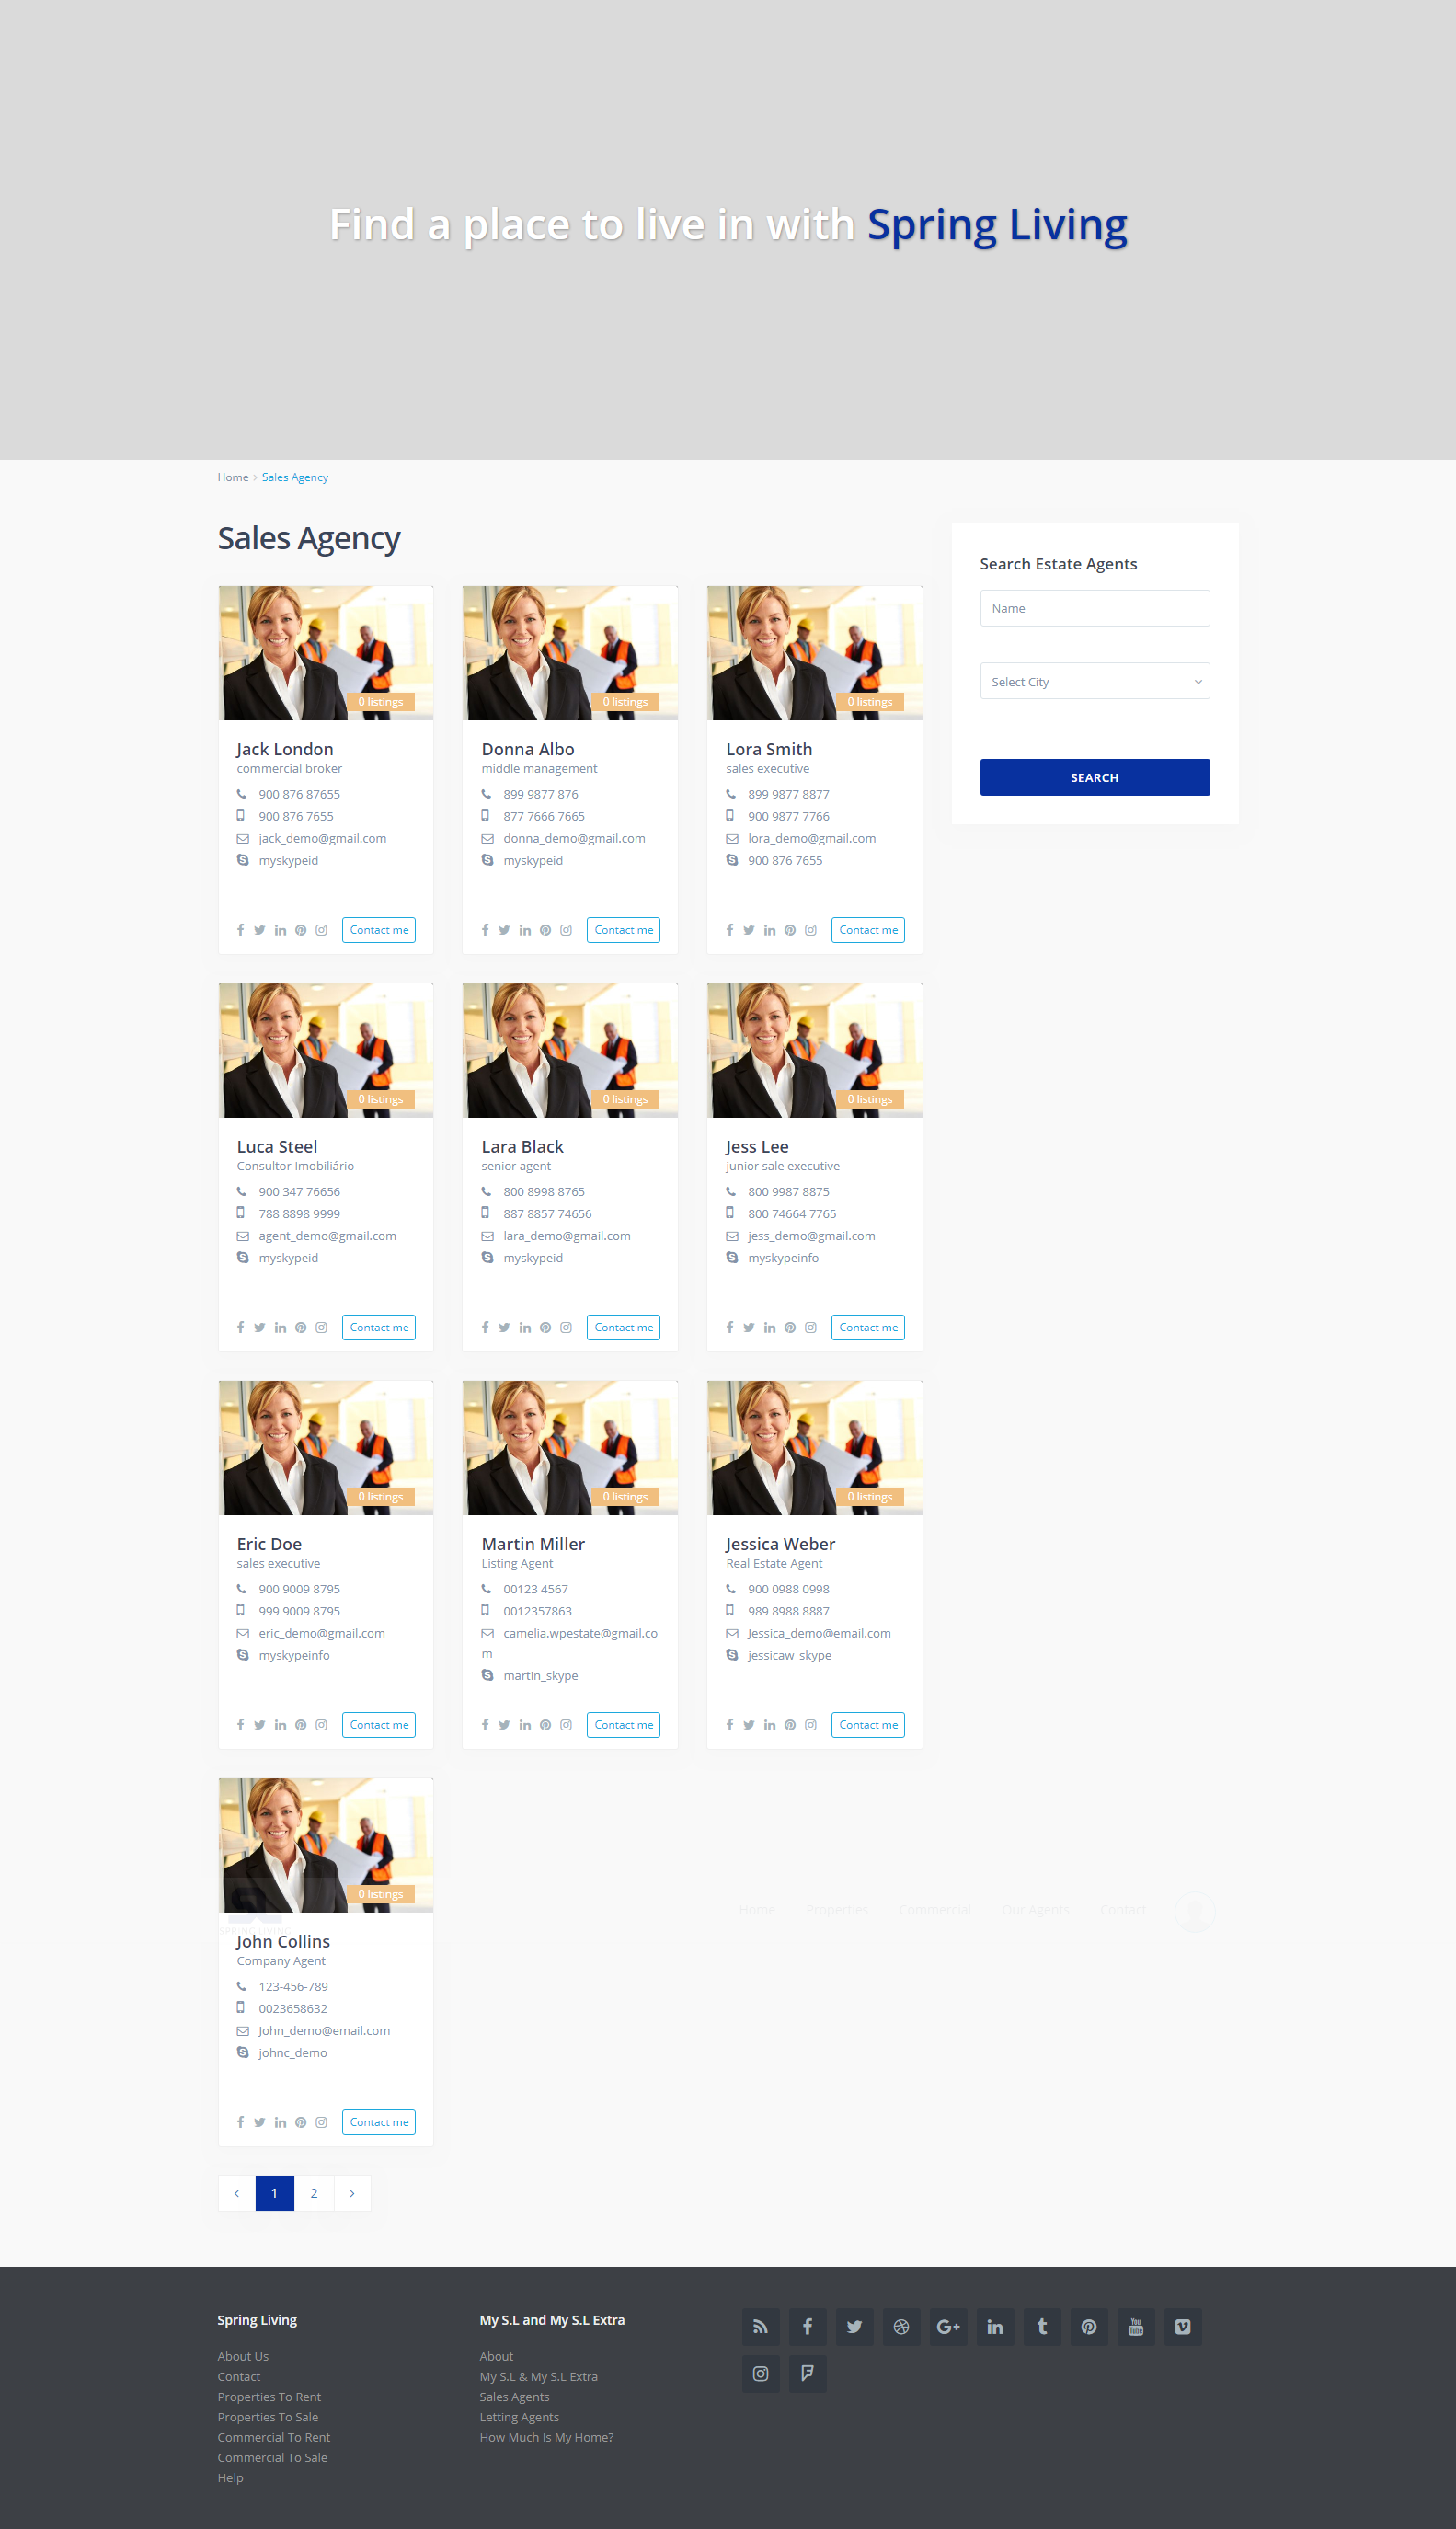 Find a place to live in with Spring Living
Home > Sales Agency
Sales Agency
0 listings
Jack London
commercial broker
900 876 87655
900 876 7655
jack_demo@gmail.com
myskypeid
Contact me
0 listings
Donna Albo
middle management
899 9877 876
877 7666 7665
donna_demo@gmail.com
myskypeid
Contact me
0 listings
Lora Smith
sales executive
899 9877 8877
900 9877 7766
lora_demo@gmail.com
900 876 7655
Contact me
0 listings
Luca Steel
Consultor Imobiliário
900 347 76656
788 8898 9999
agent_demo@gmail.com
myskypeid
Contact me
0 listings
Lara Black
senior agent
800 8998 8765
887 8857 74656
lara_demo@gmail.com
myskypeid
Contact me
0 listings
Jess Lee
junior sale executive
800 9987 8875
800 74664 7765
jess_demo@gmail.com
myskypeinfo
Contact me
0 listings
Eric Doe
sales executive
900 9009 8795
999 9009 8795
eric_demo@gmail.com
myskypeinfo
Contact me
0 listings
Martin Miller
Listing Agent
00123 4567
0012357863
camelia.wpestate@gmail.co
m
martin_skype
Contact me
0 listings
Jessica Weber
Real Estate Agent
900 0988 0998
989 8988 8887
Jessica_demo@email.com
jessicaw_skype
Contact me
0 listings
John Collins
Company Agent
123-456-789
0023658632
John_demo@email.com
johnc_demo
Contact me
Home Properties Commercial Our Agents Contact
1 2
Search Estate Agents
Name
Select City
SEARCH
Spring Living
About Us
Contact
Properties To Rent
Properties To Sale
Commercial To Rent
Commercial To Sale
Help
My S.L and My S.L Extra
About
My S.L & My S.L Extra
Sales Agents
Letting Agents
How Much Is My Home?